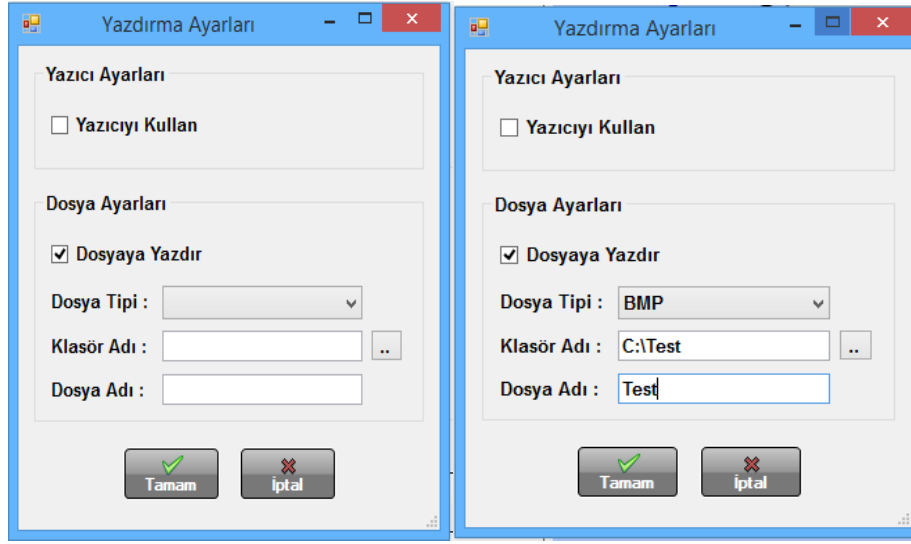 Yazdırma Ayarları
Yazıcı Ayarları
Yazıcıyı Kullan
Dosya Ayarları
Dosyaya Yazdır
Dosya Tipi :
Klasör Adı :
..
Dosya Adı :
Tamam
İptal
Yazdırma Ayarları
Yazıcı Ayarları
Yazıcıyı Kullan
Dosya Ayarları
Dosyaya Yazdır
Dosya Tipi : BMP
Klasör Adı : C:\Test ..
Dosya Adı : Test
Tamam
İptal